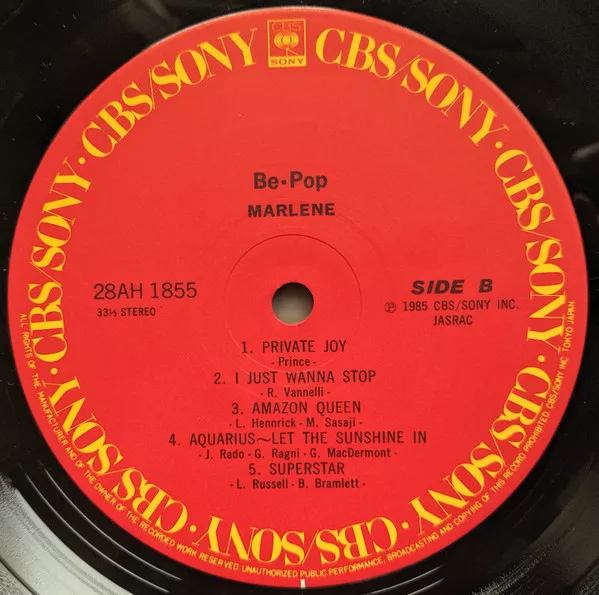 CBS
SONY
CBS/SONY · CBS/SONY · CBS/SONY · CBS/SONY · CBS/SONY · CBS/SONY · CBS/SONY · CBS/SONY
Be•Pop
MARLENE
28AH 1855
33⅓ STEREO
SIDE B
Ⓟ 1985 CBS/SONY INC.
JASRAC
1. PRIVATE JOY
- Prince -
2. I JUST WANNA STOP
- R. Vannelli -
3. AMAZON QUEEN
- L. Hennrick - M. Sasaji -
4. AQUARIUS~LET THE SUNSHINE IN
- J. Rado - G. Ragni - G. MacDermont -
5. SUPERSTAR
- L. Russell - B. Bramlett -
ALL RIGHTS OF THE MANUFACTURER AND OF THE OWNER OF THE RECORDED WORK RESERVED. UNAUTHORIZED PUBLIC PERFORMANCE, BROADCASTING AND COPYING OF THIS RECORD PROHIBITED CBS/SONY INC. TOKYO JAPAN